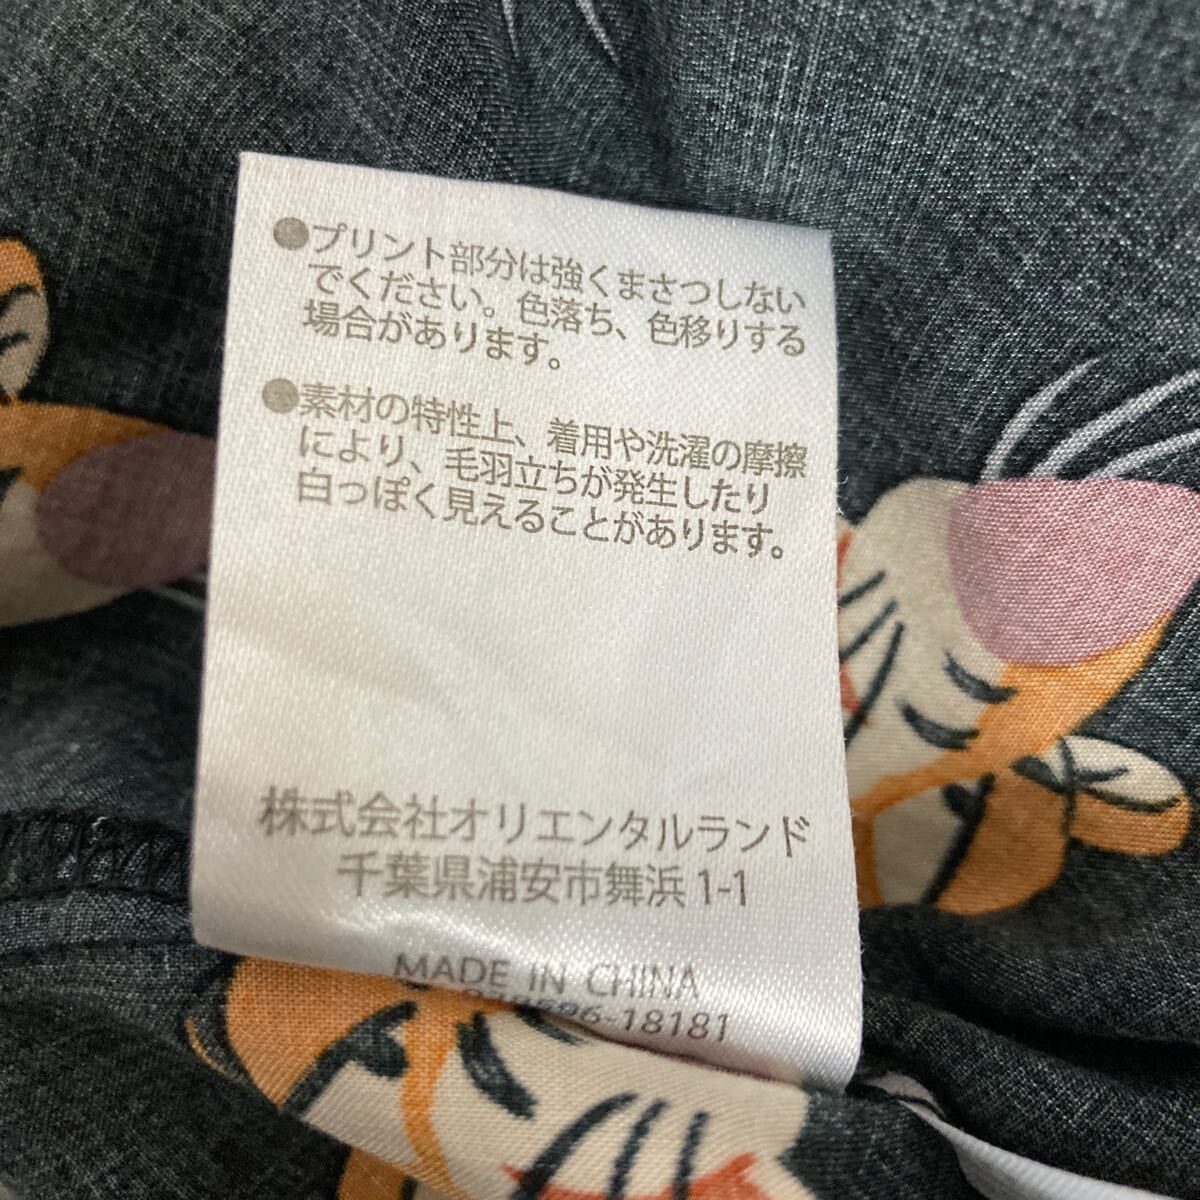 ●プリント部分は強くまさつしない
でください。色落ち、色移りする
場合があります。
●素材の特性上、着用や洗濯の摩擦
により、毛羽立ちが発生したり
白っぽく見えることがあります。
株式会社オリエンタルランド
千葉県浦安市舞浜 1-1
MADE IN CHINA